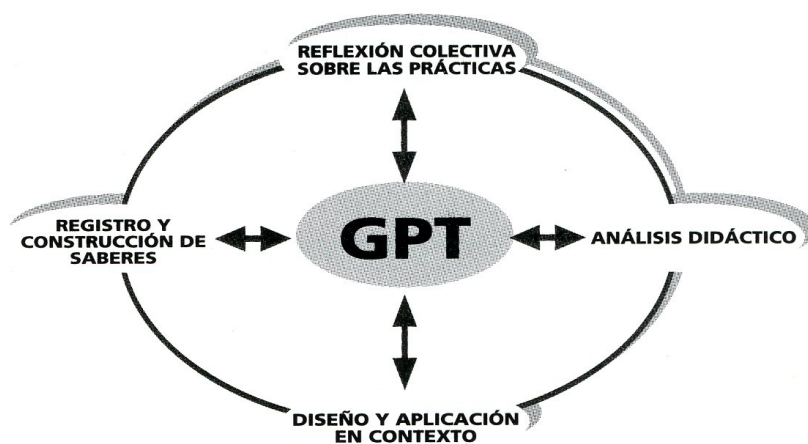 REFLEXIÓN COLECTIVA
SOBRE LAS PRÁCTICAS
REGISTRO Y
CONSTRUCCIÓN DE
SABERES
GPT
ANÁLISIS DIDÁCTICO
DISEÑO Y APLICACIÓN
EN CONTEXTO